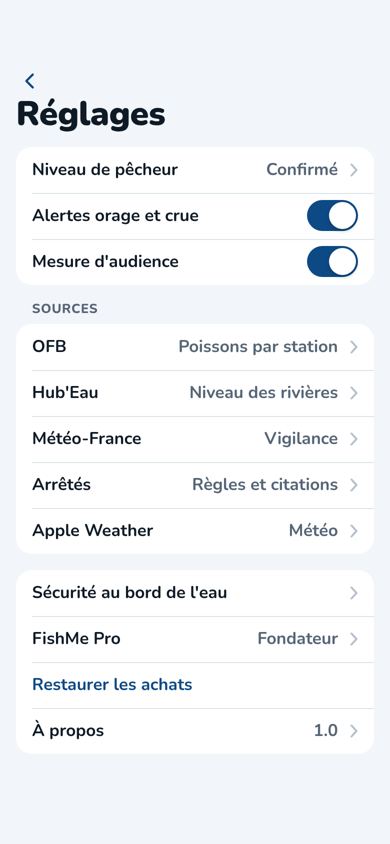 Réglages
Niveau de pêcheur Confirmé
Alertes orage et crue
Mesure d'audience
SOURCES
OFB Poissons par station
Hub'Eau Niveau des rivières
Météo-France Vigilance
Arrêtés Règles et citations
Apple Weather Météo
Sécurité au bord de l'eau
FishMe Pro Fondateur
Restaurer les achats
À propos 1.0